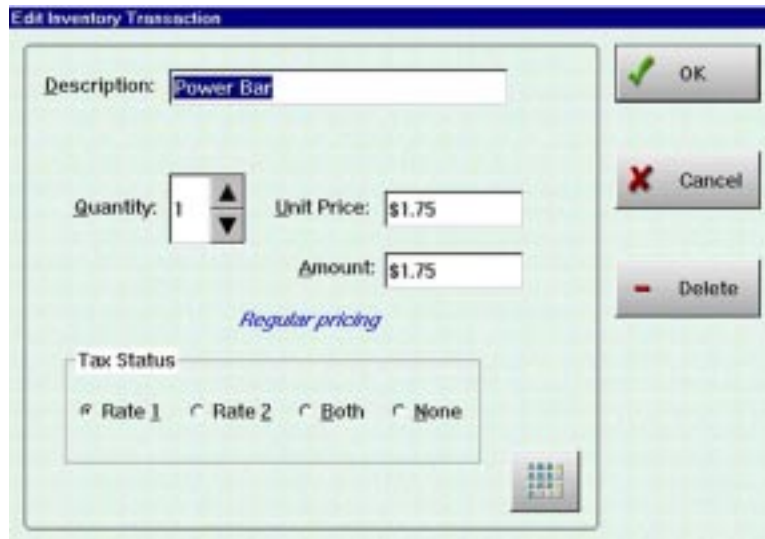 Edit Inventory Transaction
Description: Power Bar
OK
Quantity: 1 Unit Price: $1.75
Cancel
Amount: $1.75
Delete
Regular pricing
Tax Status
Rate 1 Rate 2 Both None